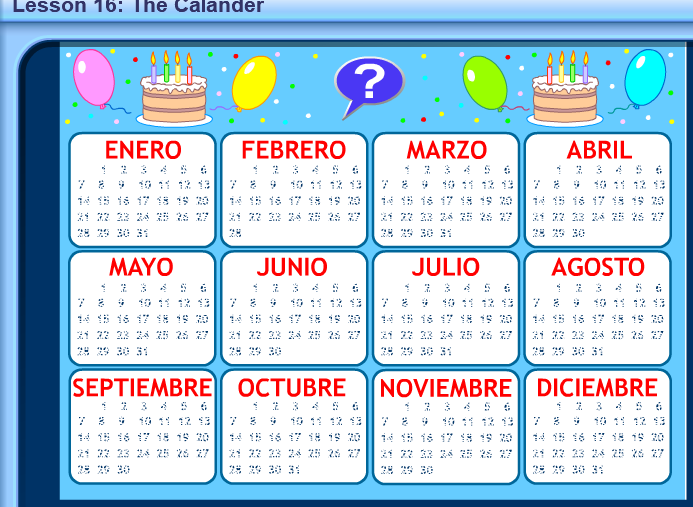 Lesson 16: The Calander
?
ENERO
1 2 3 4 5 6
7 8 9 10 11 12 13
14 15 16 17 18 19 20
21 22 23 24 25 26 27
28 29 30 31
FEBRERO
1 2 3 4 5 6
7 8 9 10 11 12 13
14 15 16 17 18 19 20
21 22 23 24 25 26 27
28
MARZO
1 2 3 4 5 6
7 8 9 10 11 12 13
14 15 16 17 18 19 20
21 22 23 24 25 26 27
28 29 30 31
ABRIL
1 2 3 4 5 6
7 8 9 10 11 12 13
14 15 16 17 18 19 20
21 22 23 24 25 26 27
28 29 30
MAYO
1 2 3 4 5 6
7 8 9 10 11 12 13
14 15 16 17 18 19 20
21 22 23 24 25 26 27
28 29 30 31
JUNIO
1 2 3 4 5 6
7 8 9 10 11 12 13
14 15 16 17 18 19 20
21 22 23 24 25 26 27
28 29 30
JULIO
1 2 3 4 5 6
7 8 9 10 11 12 13
14 15 16 17 18 19 20
21 22 23 24 25 26 27
28 29 30 31
AGOSTO
1 2 3 4 5 6
7 8 9 10 11 12 13
14 15 16 17 18 19 20
21 22 23 24 25 26 27
28 29 30 31
SEPTIEMBRE
1 2 3 4 5 6
7 8 9 10 11 12 13
14 15 16 17 18 19 20
21 22 23 24 25 26 27
28 29 30
OCTUBRE
1 2 3 4 5 6
7 8 9 10 11 12 13
14 15 16 17 18 19 20
21 22 23 24 25 26 27
28 29 30 31
NOVIEMBRE
1 2 3 4 5 6
7 8 9 10 11 12 13
14 15 16 17 18 19 20
21 22 23 24 25 26 27
28 29 30
DICIEMBRE
1 2 3 4 5 6
7 8 9 10 11 12 13
14 15 16 17 18 19 20
21 22 23 24 25 26 27
28 29 30 31